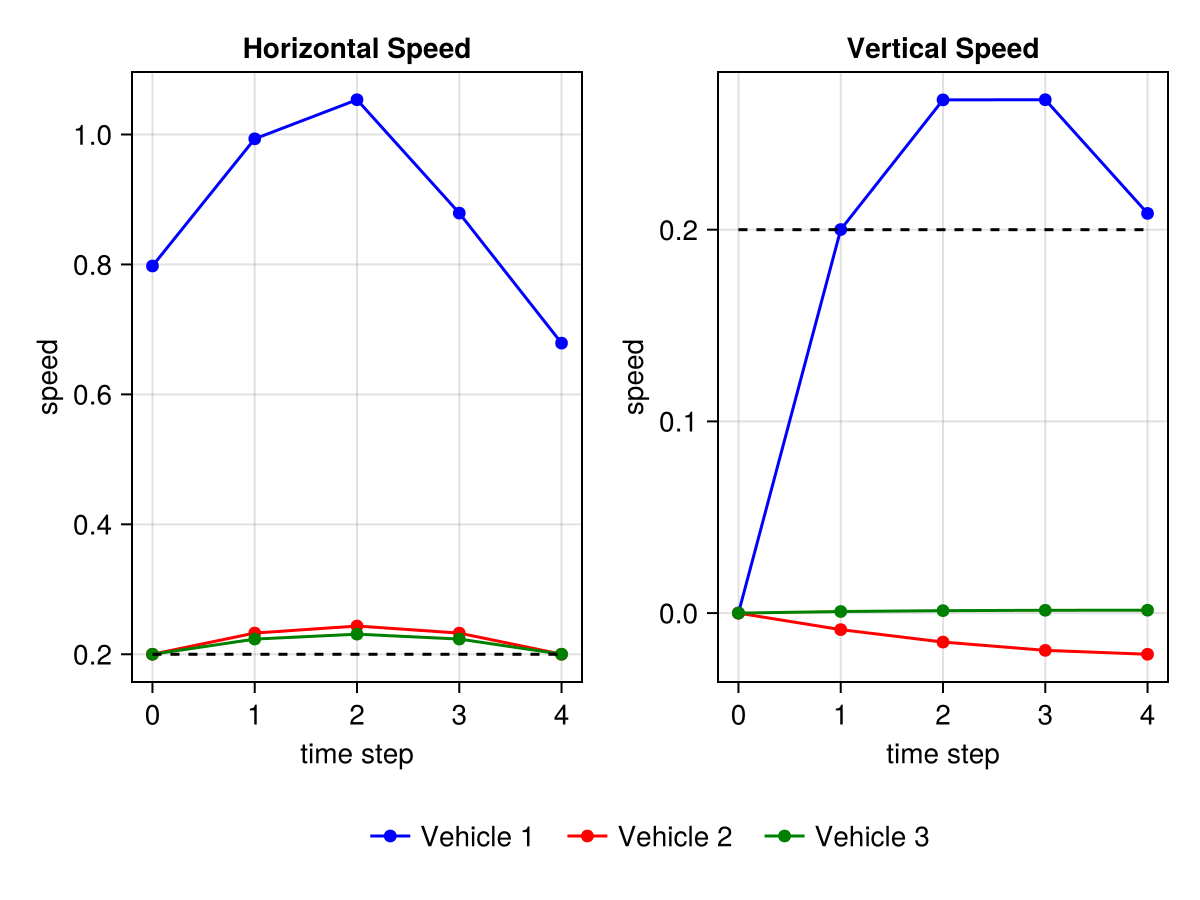 Horizontal Speed
1.0
0.8
0.6
0.4
0.2
speed
0 1 2 3 4
time step
Vertical Speed
0.2
0.1
0.0
speed
0 1 2 3 4
time step
Vehicle 1 Vehicle 2 Vehicle 3